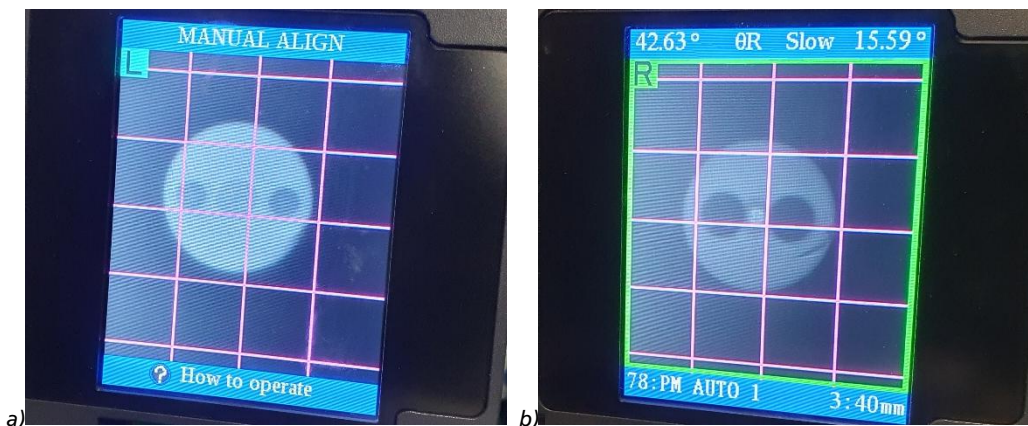 MANUAL ALIGN
L
? How to operate
a)
42.63° θR Slow 15.59°
R
78:PM AUTO 1
3:40mm
b)